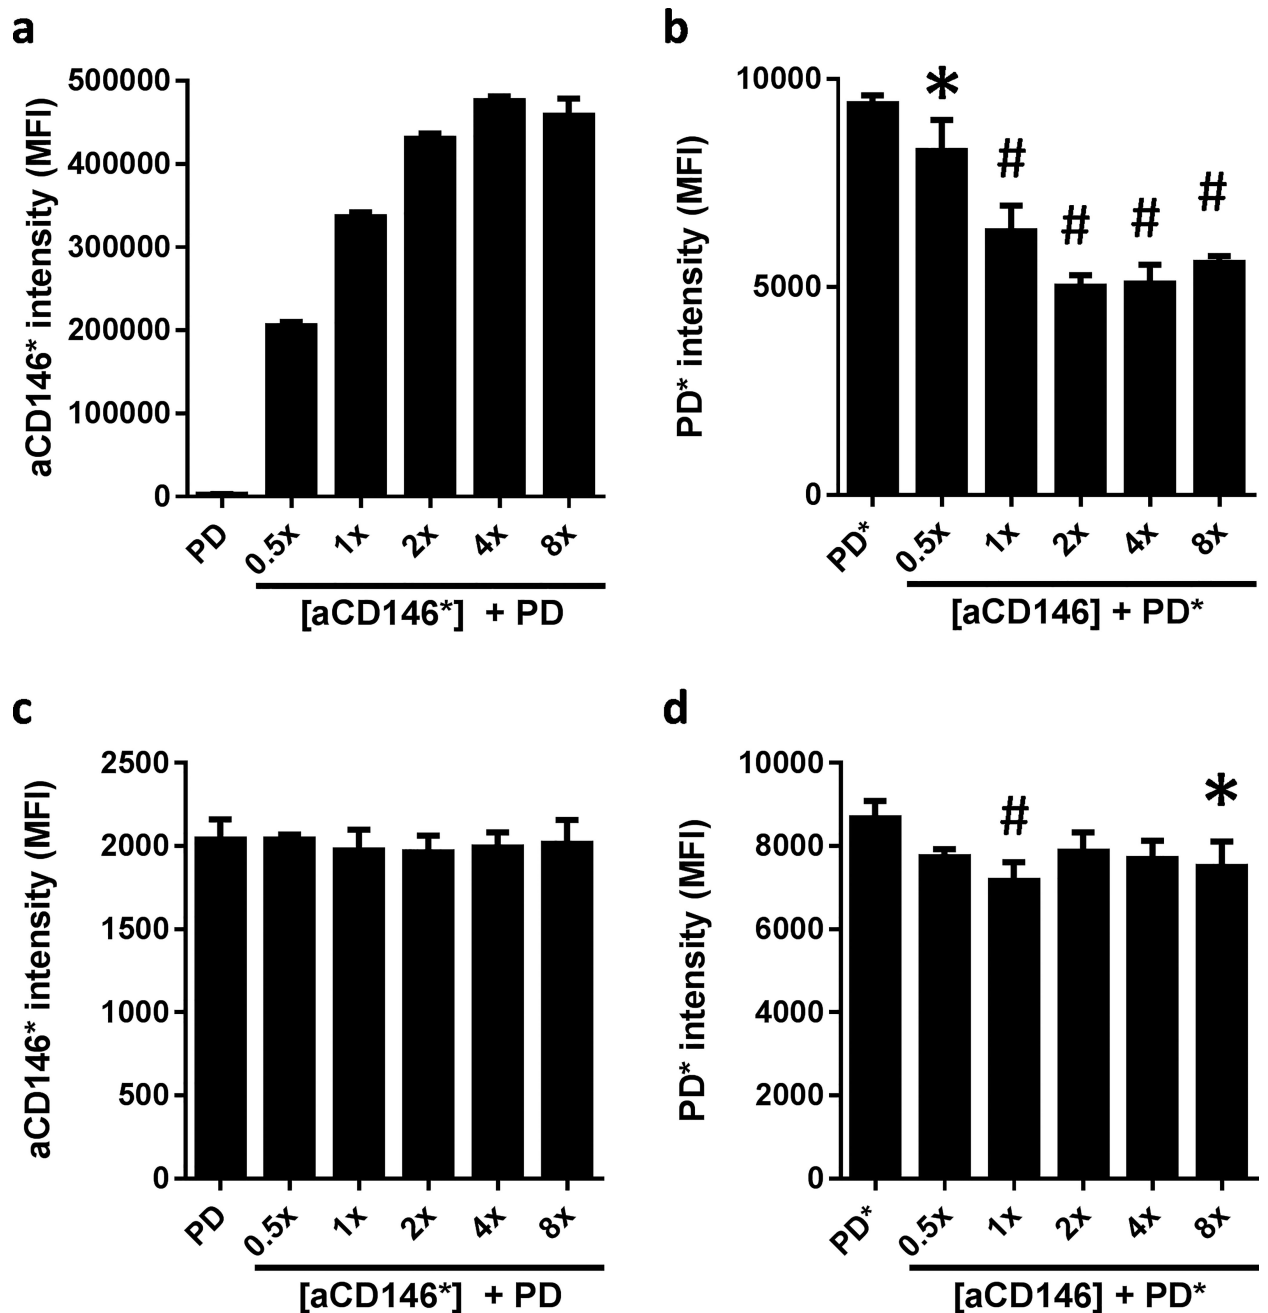 a
aCD146* intensity (MFI)
500000
400000
300000
200000
100000
0
PD
0.5x
1x
2x
4x
8x
[aCD146*] + PD
b
PD* intensity (MFI)
10000
5000
0
*
#
#
#
#
PD*
0.5x
1x
2x
4x
8x
[aCD146] + PD*
c
aCD146* intensity (MFI)
2500
2000
1500
1000
500
0
PD
0.5x
1x
2x
4x
8x
[aCD146*] + PD
d
PD* intensity (MFI)
10000
8000
6000
4000
2000
0
#
*
PD*
0.5x
1x
2x
4x
8x
[aCD146] + PD*